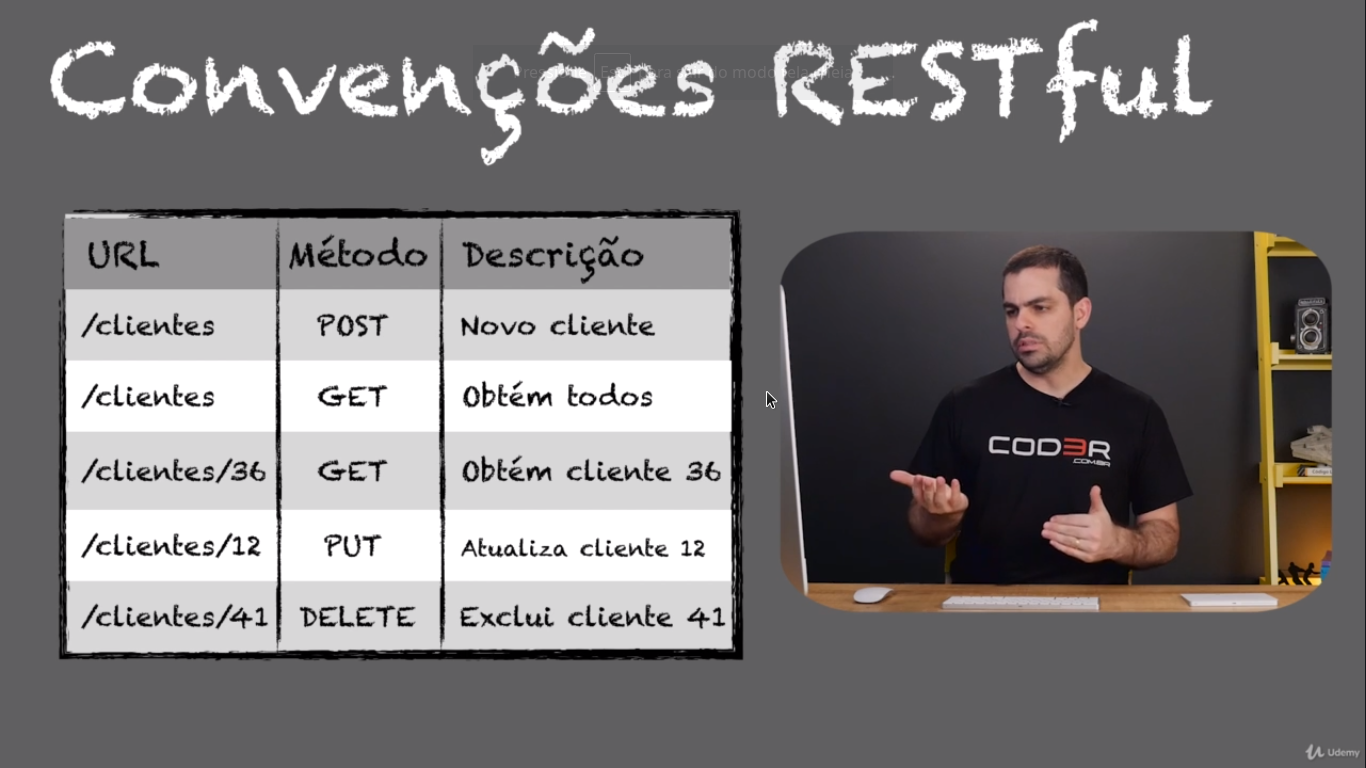 Convenções RESTful
URL Método Descrição
/clientes POST Novo cliente
/clientes GET Obtém todos
/clientes/36 GET Obtém cliente 36
/clientes/12 PUT Atualiza cliente 12
/clientes/41 DELETE Exclui cliente 41
COD3R
.COM.BR
Udemy